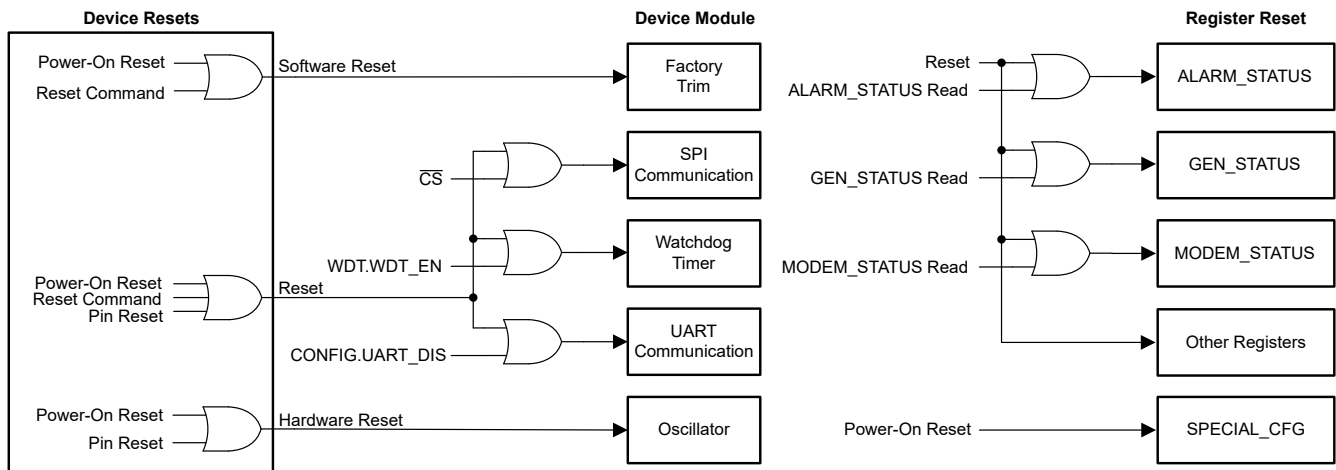 Device Resets
Device Module
Register Reset
Power-On Reset
Reset Command
Software Reset
Factory
Trim
Reset
ALARM_STATUS Read
ALARM_STATUS
CS
SPI
Communication
GEN_STATUS Read
GEN_STATUS
WDT.WDT_EN
Watchdog
Timer
MODEM_STATUS Read
MODEM_STATUS
Power-On Reset
Reset Command
Pin Reset
Reset
CONFIG.UART_DIS
UART
Communication
Other Registers
Power-On Reset
Pin Reset
Hardware Reset
Oscillator
Power-On Reset
SPECIAL_CFG